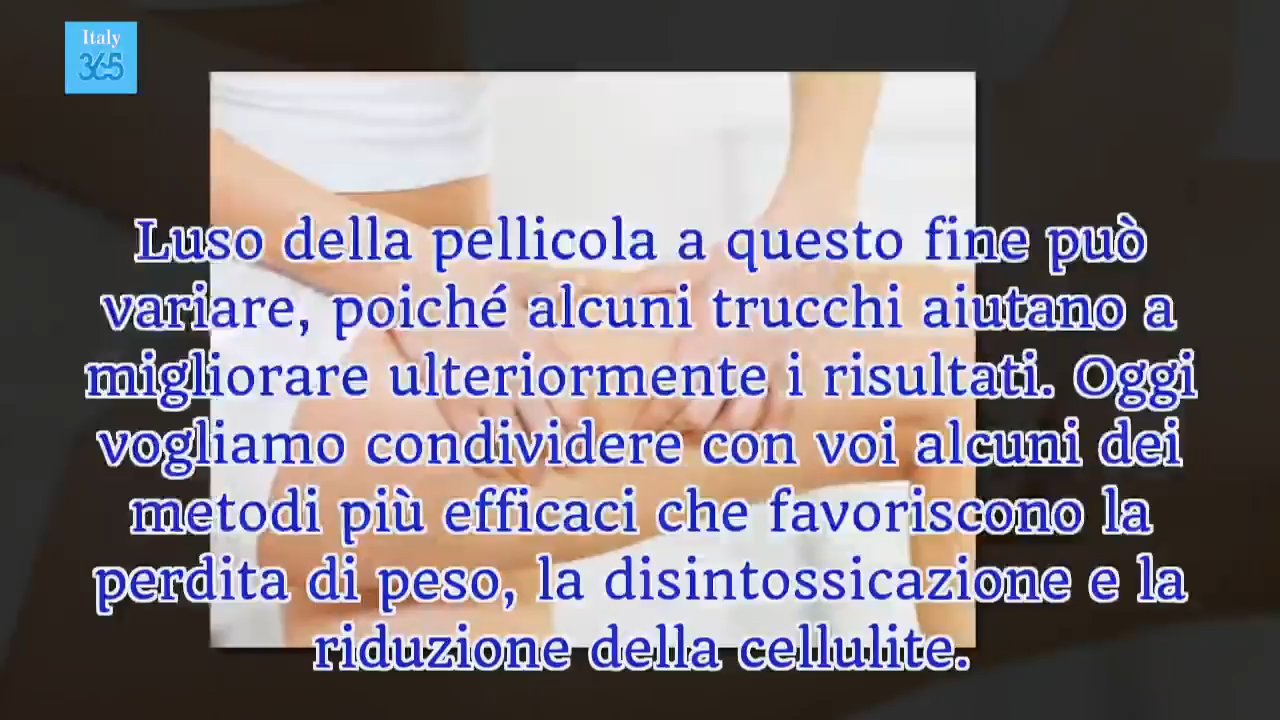 Italy
365
Luso della pellicola a questo fine può
variare, poiché alcuni trucchi aiutano a
migliorare ulteriormente i risultati. Oggi
vogliamo condividere con voi alcuni dei
metodi più efficaci che favoriscono la
perdita di peso, la disintossicazione e la
riduzione della cellulite.